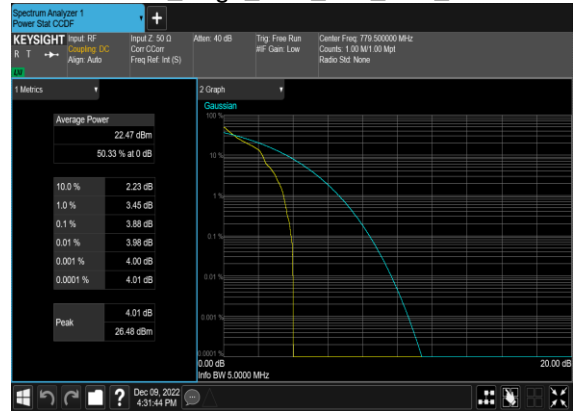 Spectrum Analyzer 1
Power Stat CCDF
+
KEYSIGHT
R T
LW
Input: RF
Coupling: DC
Align: Auto
Input Z: 50 Ω
Corr CCorr
Freq Ref: Int (S)
Atten: 40 dB
Trig: Free Run
#IF Gain: Low
Center Freq: 779.500000 MHz
Counts: 1.00 M/1.00 Mpt
Radio Std: None
1 Metrics
Average Power
22.47 dBm
50.33 % at 0 dB
10.0 % 2.23 dB
1.0 % 3.45 dB
0.1 % 3.88 dB
0.01 % 3.98 dB
0.001 % 4.00 dB
0.0001 % 4.01 dB
Peak
4.01 dB
26.48 dBm
2 Graph
Gaussian
100 %
10 %
1 %
0.1 %
0.01 %
0.001 %
0.0001 %
0.00 dB
20.00 dB
Info BW 5.0000 MHz
?
Dec 09, 2022
4:31:44 PM